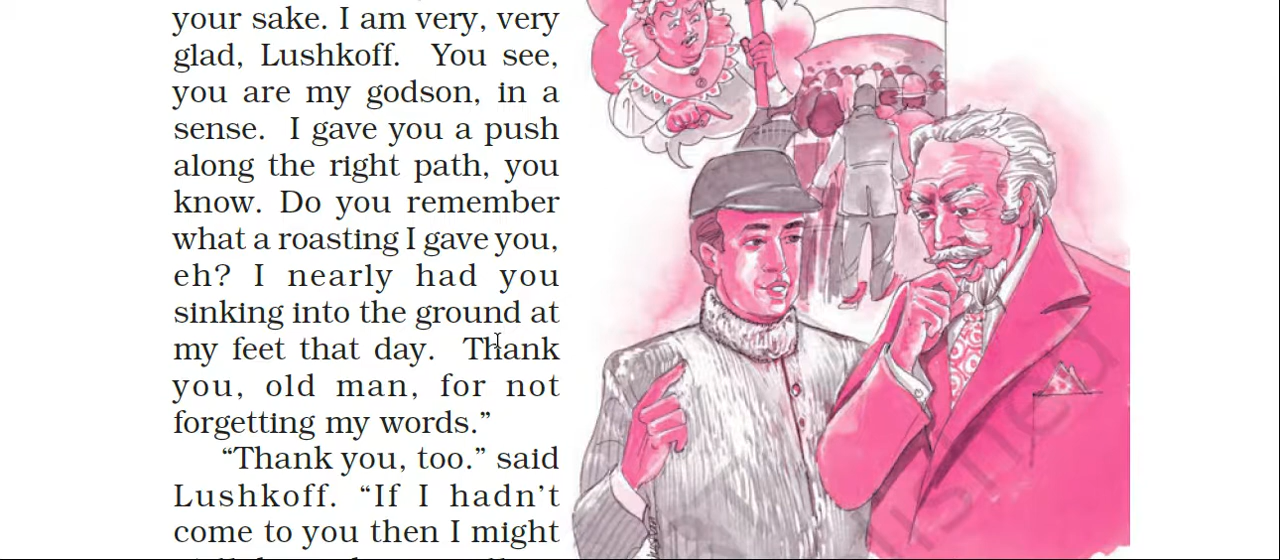 your sake. I am very, very
glad, Lushkoff. You see,
you are my godson, in a
sense. I gave you a push
along the right path, you
know. Do you remember
what a roasting I gave you,
eh? I nearly had you
sinking into the ground at
my feet that day. Thank
you, old man, for not
forgetting my words.”
“Thank you, too.” said
Lushkoff. “If I hadn’t
come to you then I might